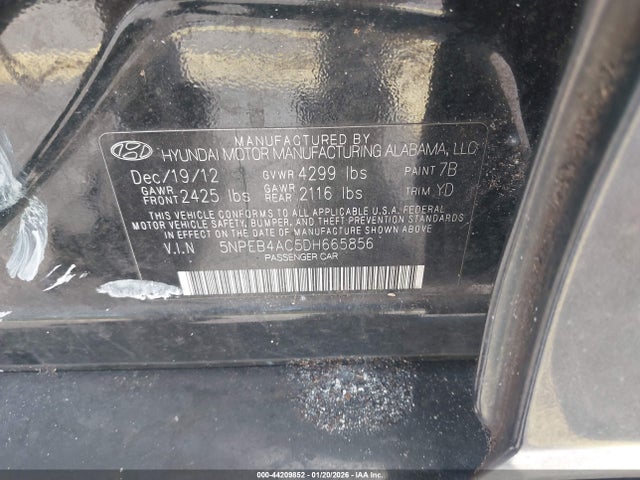 MANUFACTURED BY
HYUNDAI MOTOR MANUFACTURING ALABAMA, LLC
Dec/19/12 GVWR 4299 lbs PAINT 7B
GAWR FRONT 2425 lbs GAWR REAR 2116 lbs TRIM YD
THIS VEHICLE CONFORMS TO ALL APPLICABLE U.S.A. FEDERAL
MOTOR VEHICLE SAFETY, BUMPER, AND THEFT PREVENTION STANDARDS
IN EFFECT ON THE DATE OF MANUFACTURE SHOWN ABOVE
V.I.N 5NPEB4AC5DH665856
PASSENGER CAR
000-44209852 - 01/20/2026 - IAA Inc.